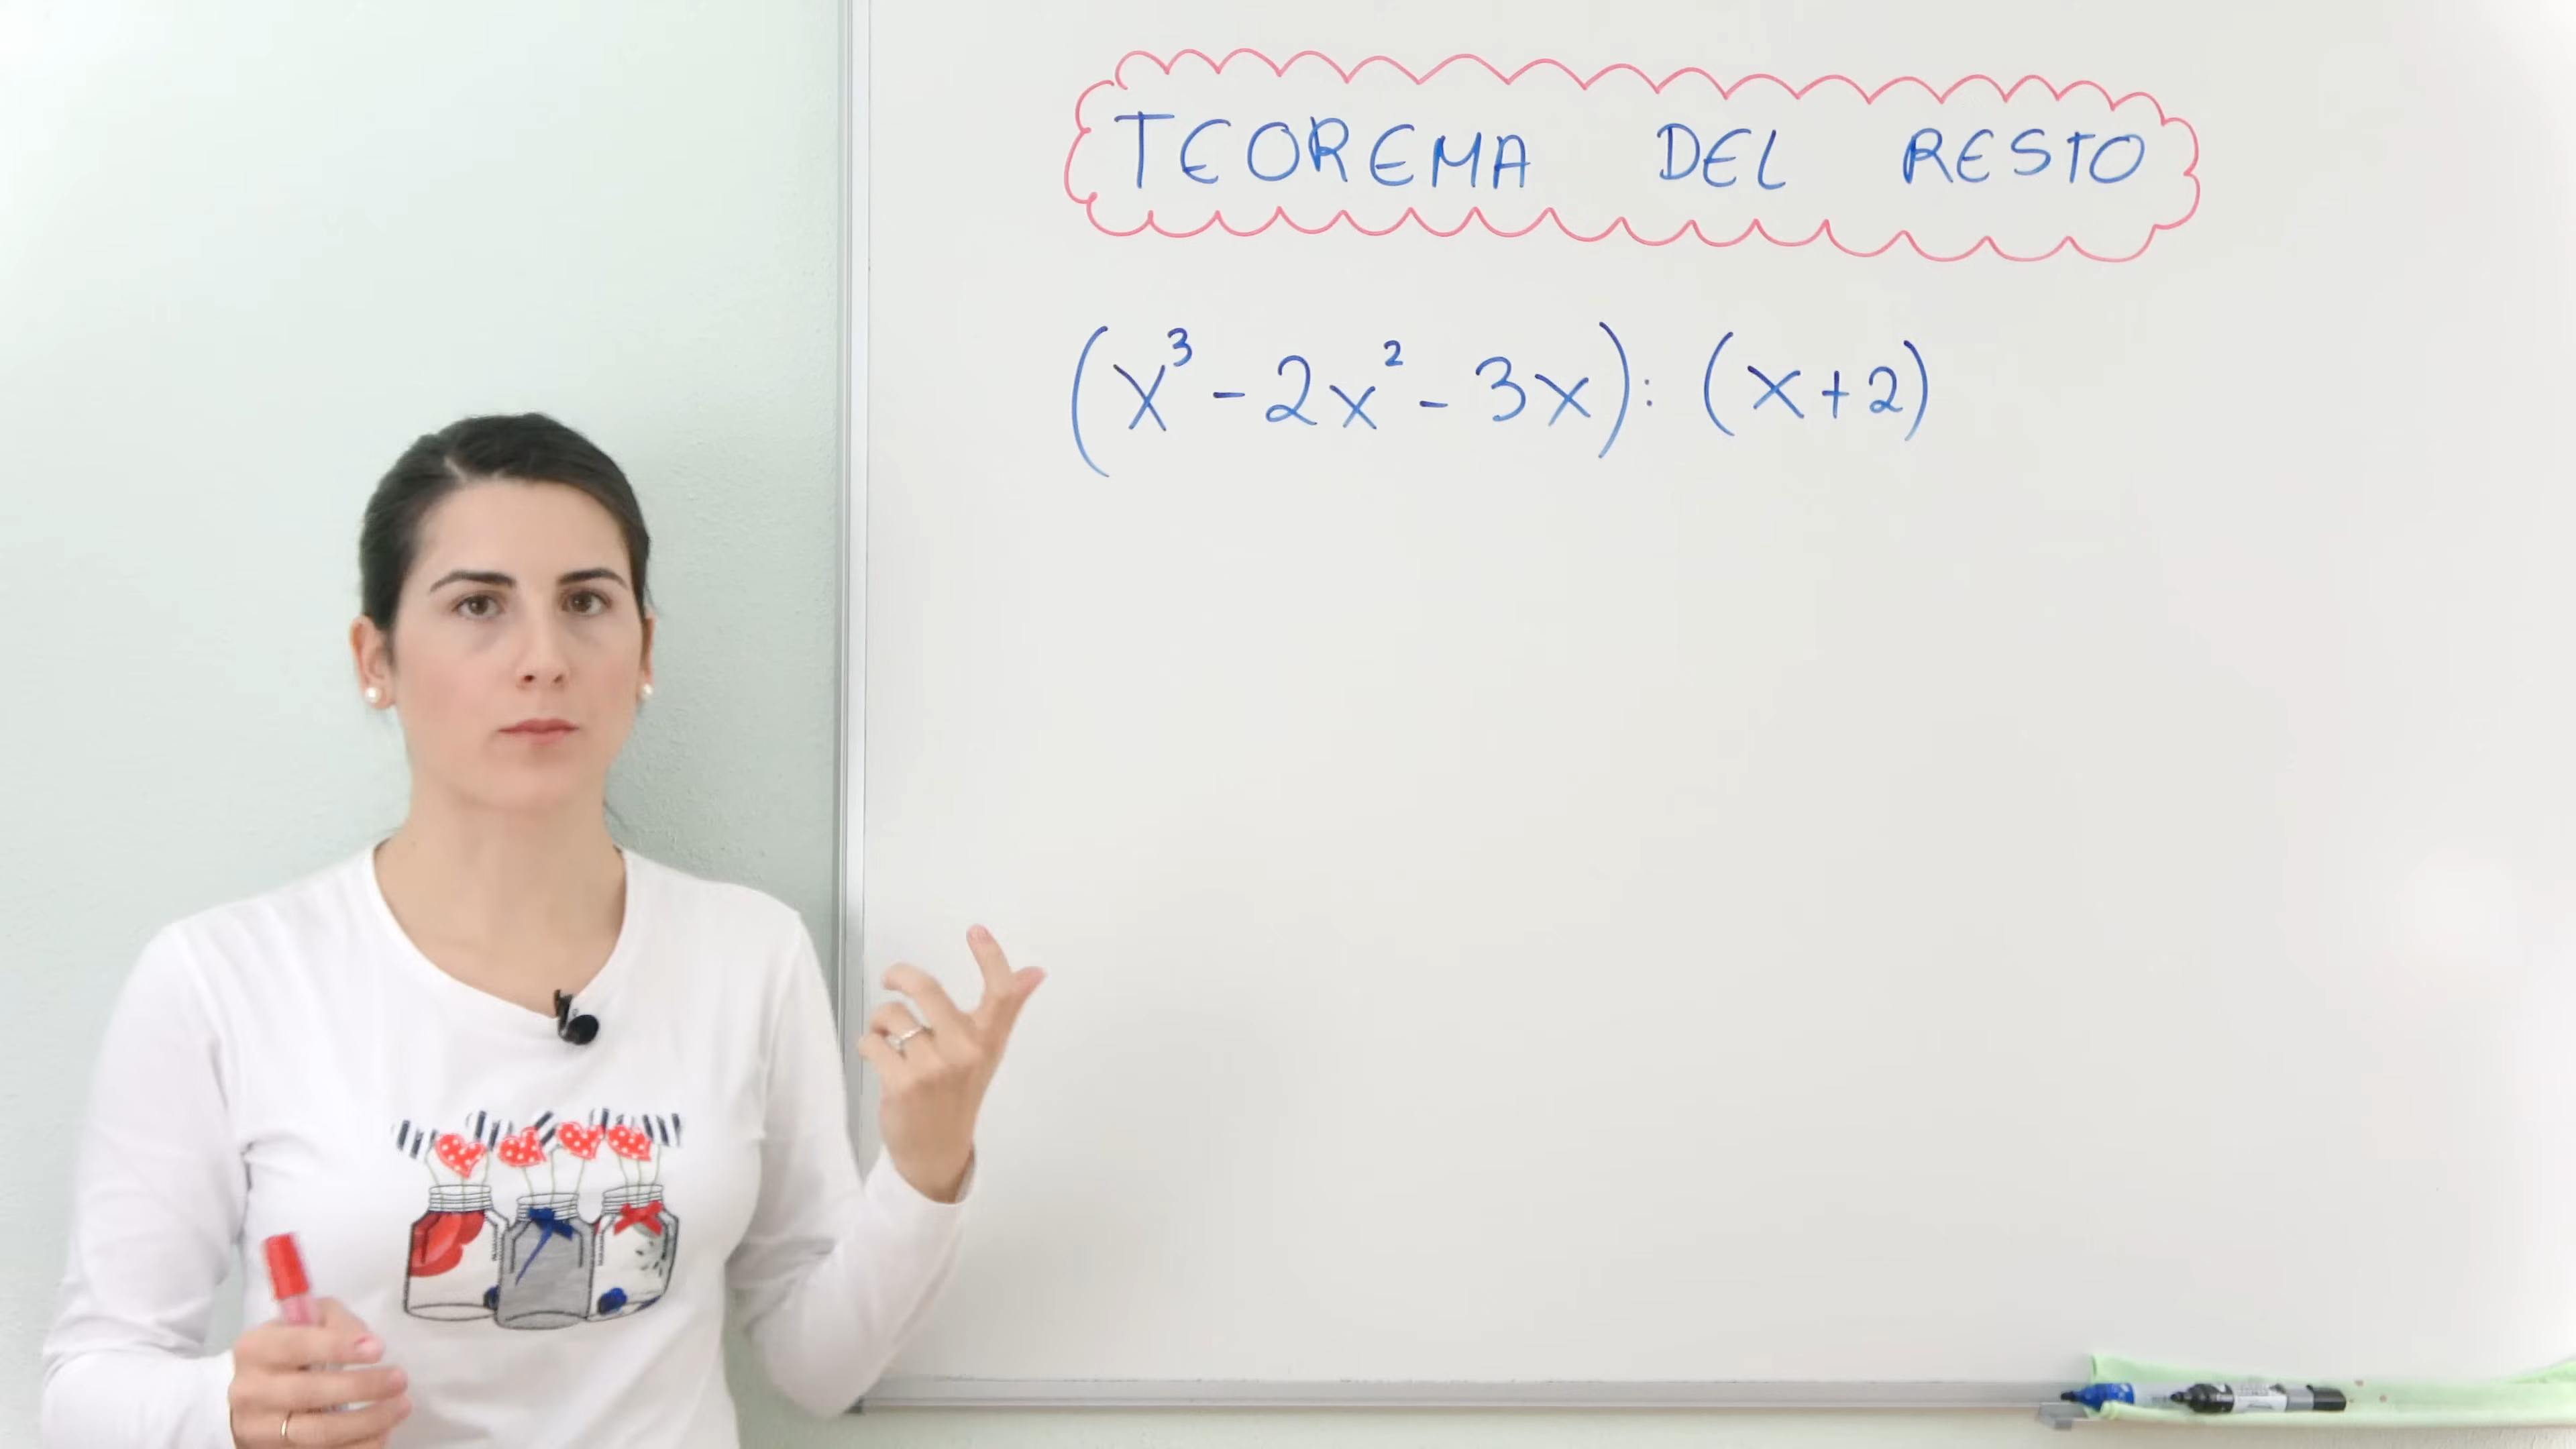 TEOREMA DEL RESTO
(x³ - 2x² - 3x) : (x + 2)